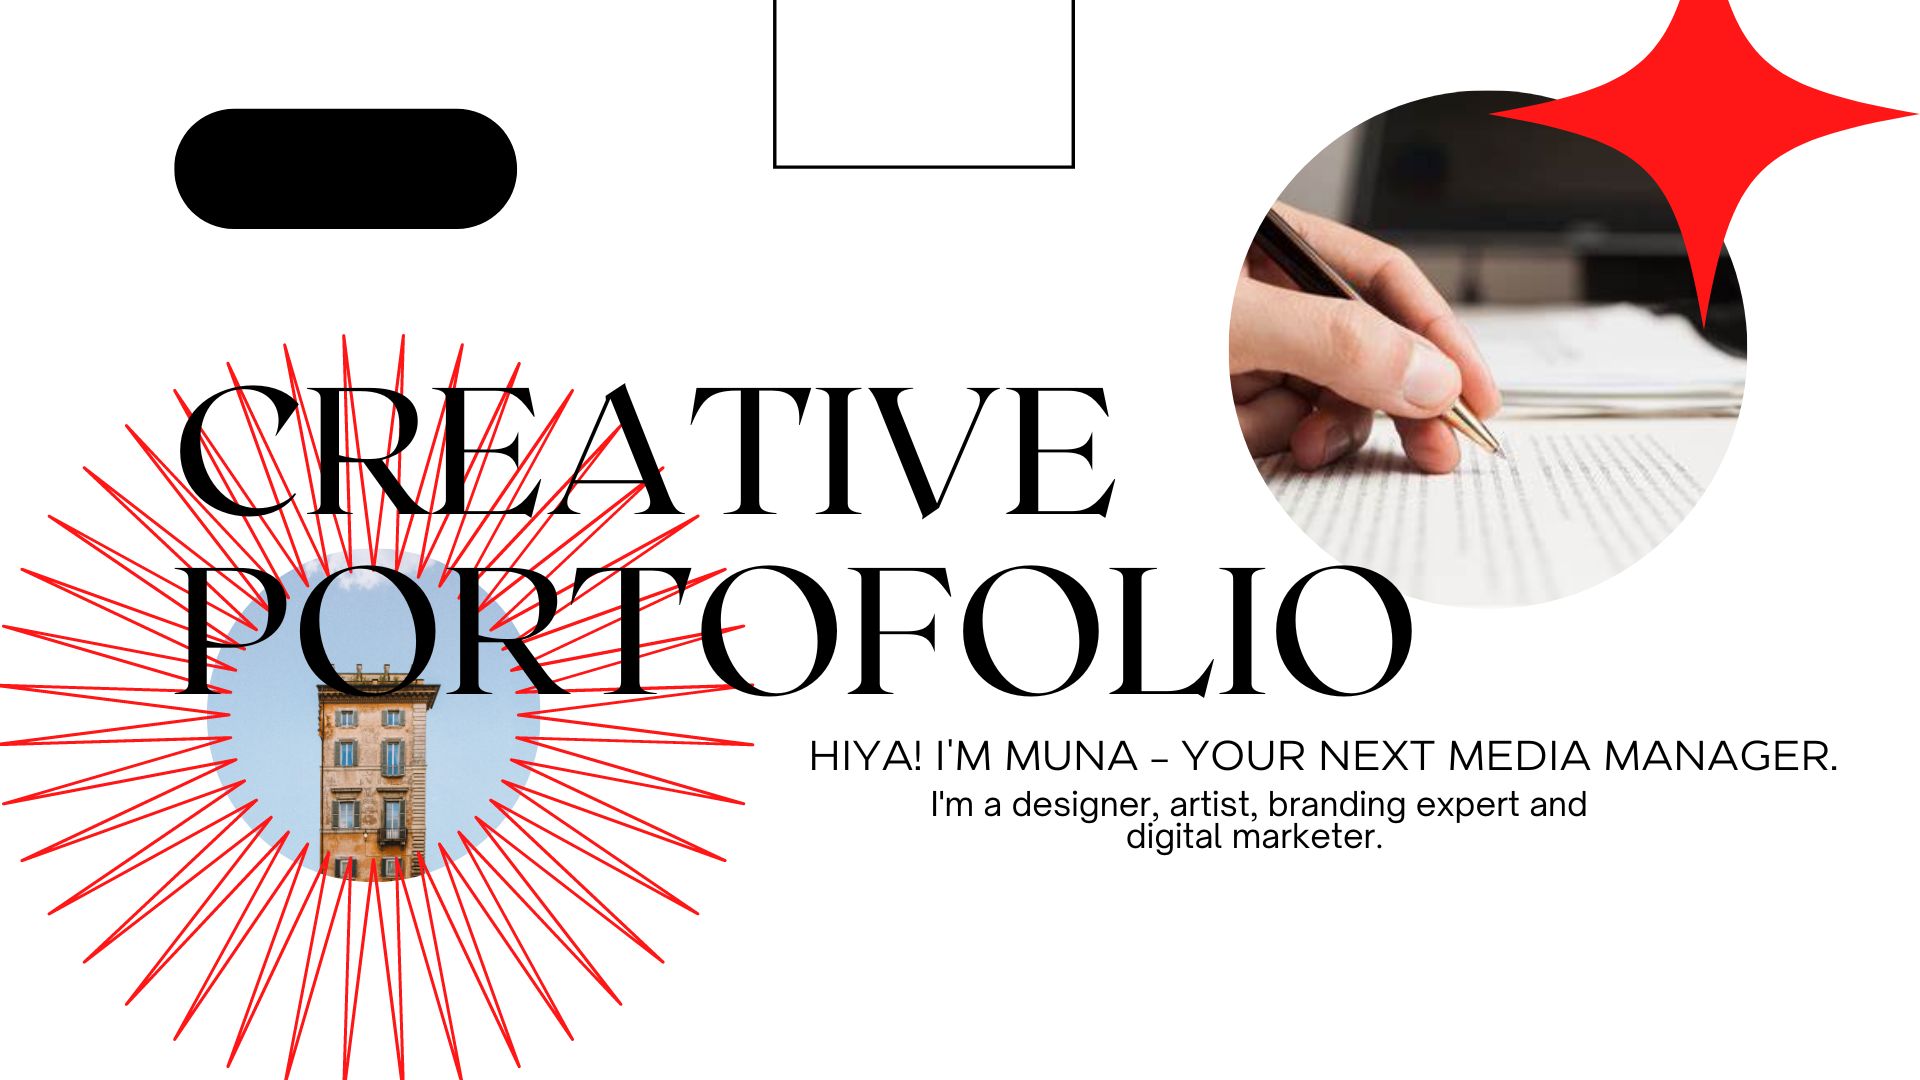 CREATIVE
PORTOFOLIO
HIYA! I'M MUNA – YOUR NEXT MEDIA MANAGER.
I'm a designer, artist, branding expert and
digital marketer.